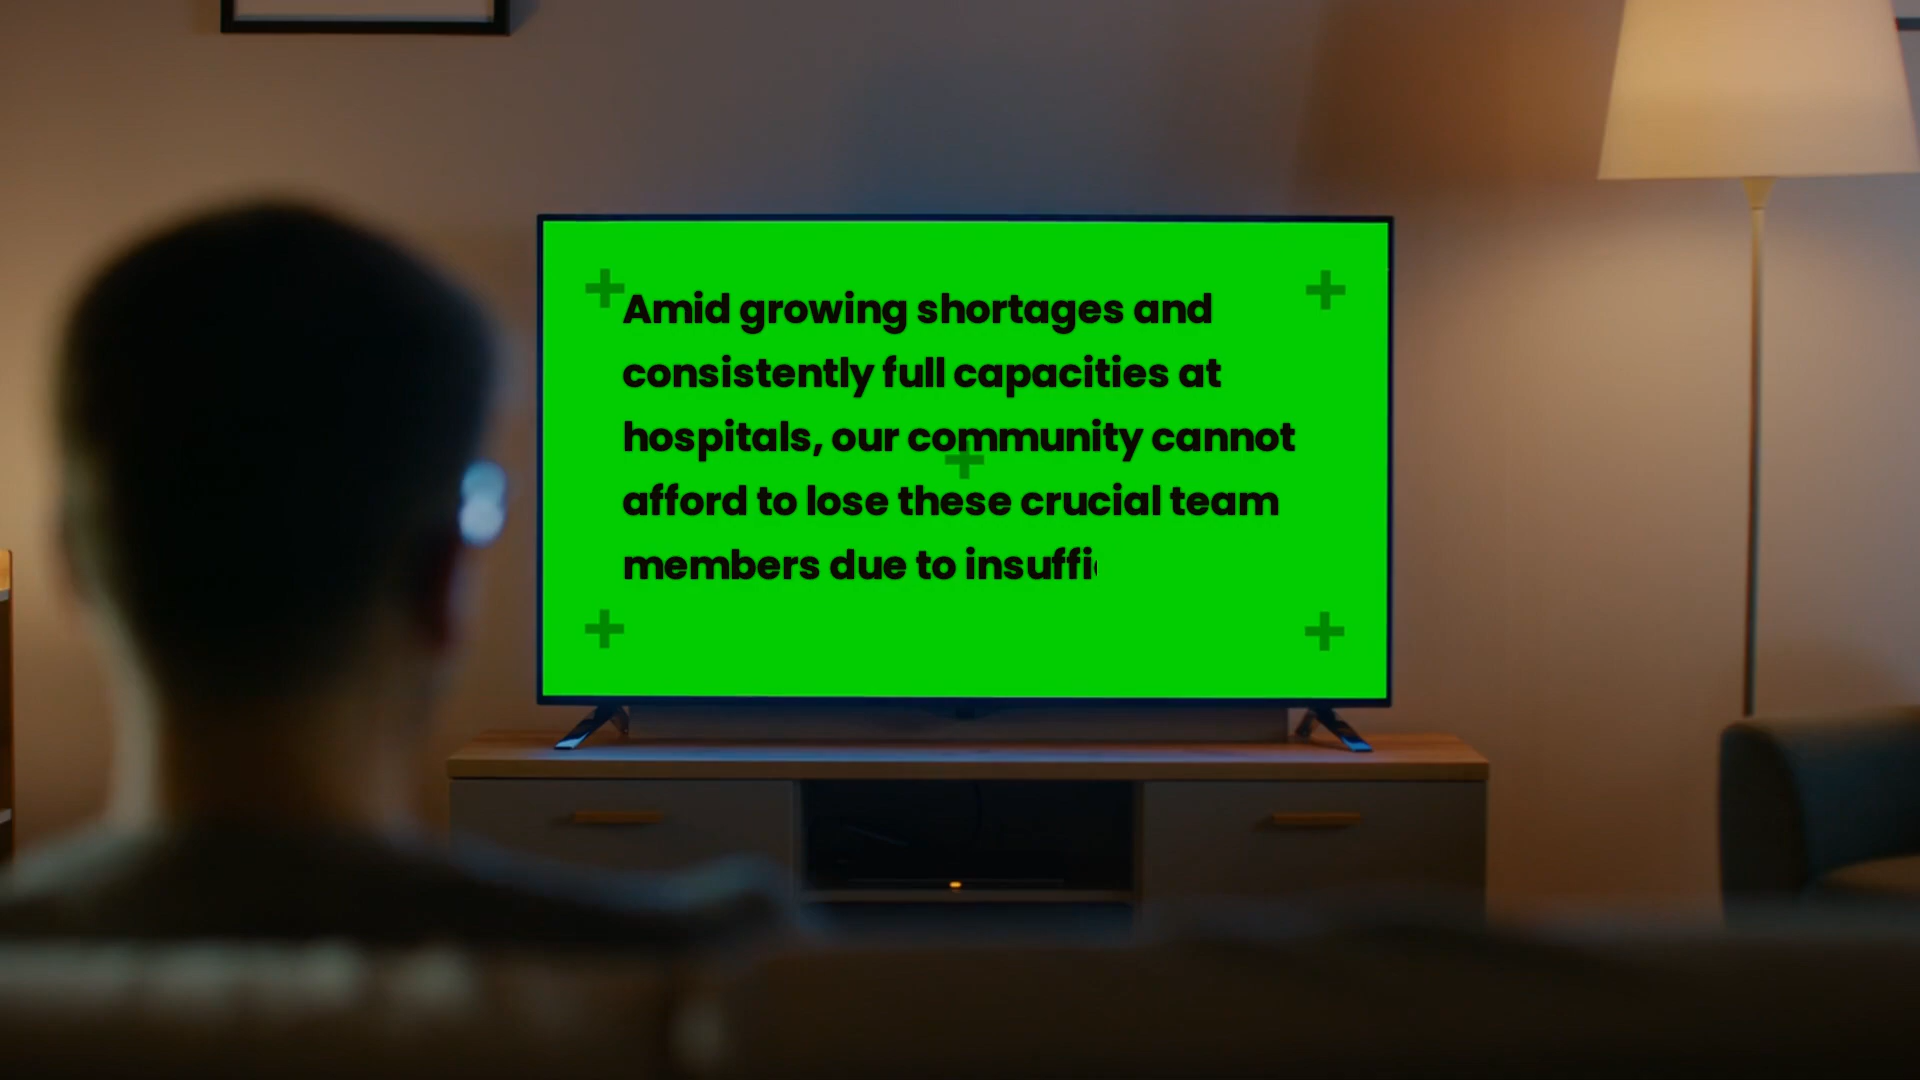 Amid growing shortages and
consistently full capacities at
hospitals, our community cannot
afford to lose these crucial team
members due to insuffi